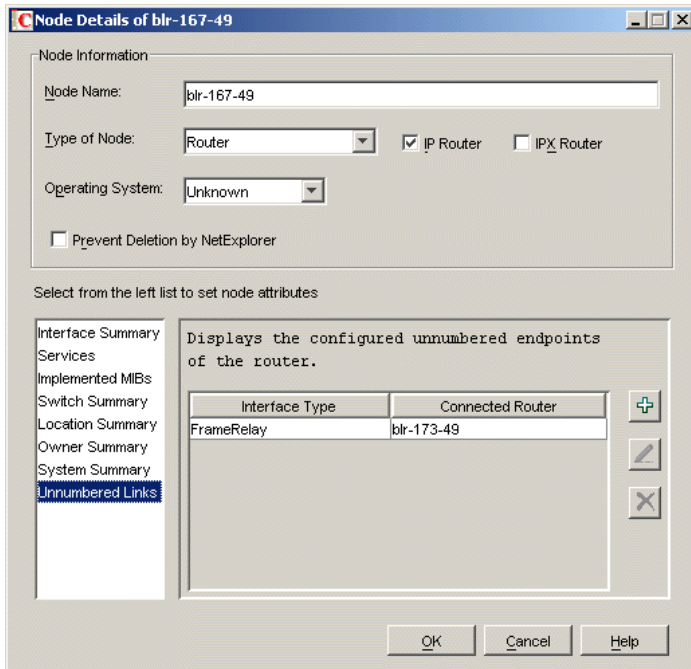 Node Details of blr-167-49
Node Information
Node Name: blr-167-49
Type of Node: Router IP Router IPX Router
Operating System: Unknown
Prevent Deletion by NetExplorer
Select from the left list to set node attributes
Interface Summary
Services
Implemented MIBs
Switch Summary
Location Summary
Owner Summary
System Summary
Unnumbered Links
Displays the configured unnumbered endpoints
of the router.
Interface Type Connected Router
FrameRelay blr-173-49
OK Cancel Help